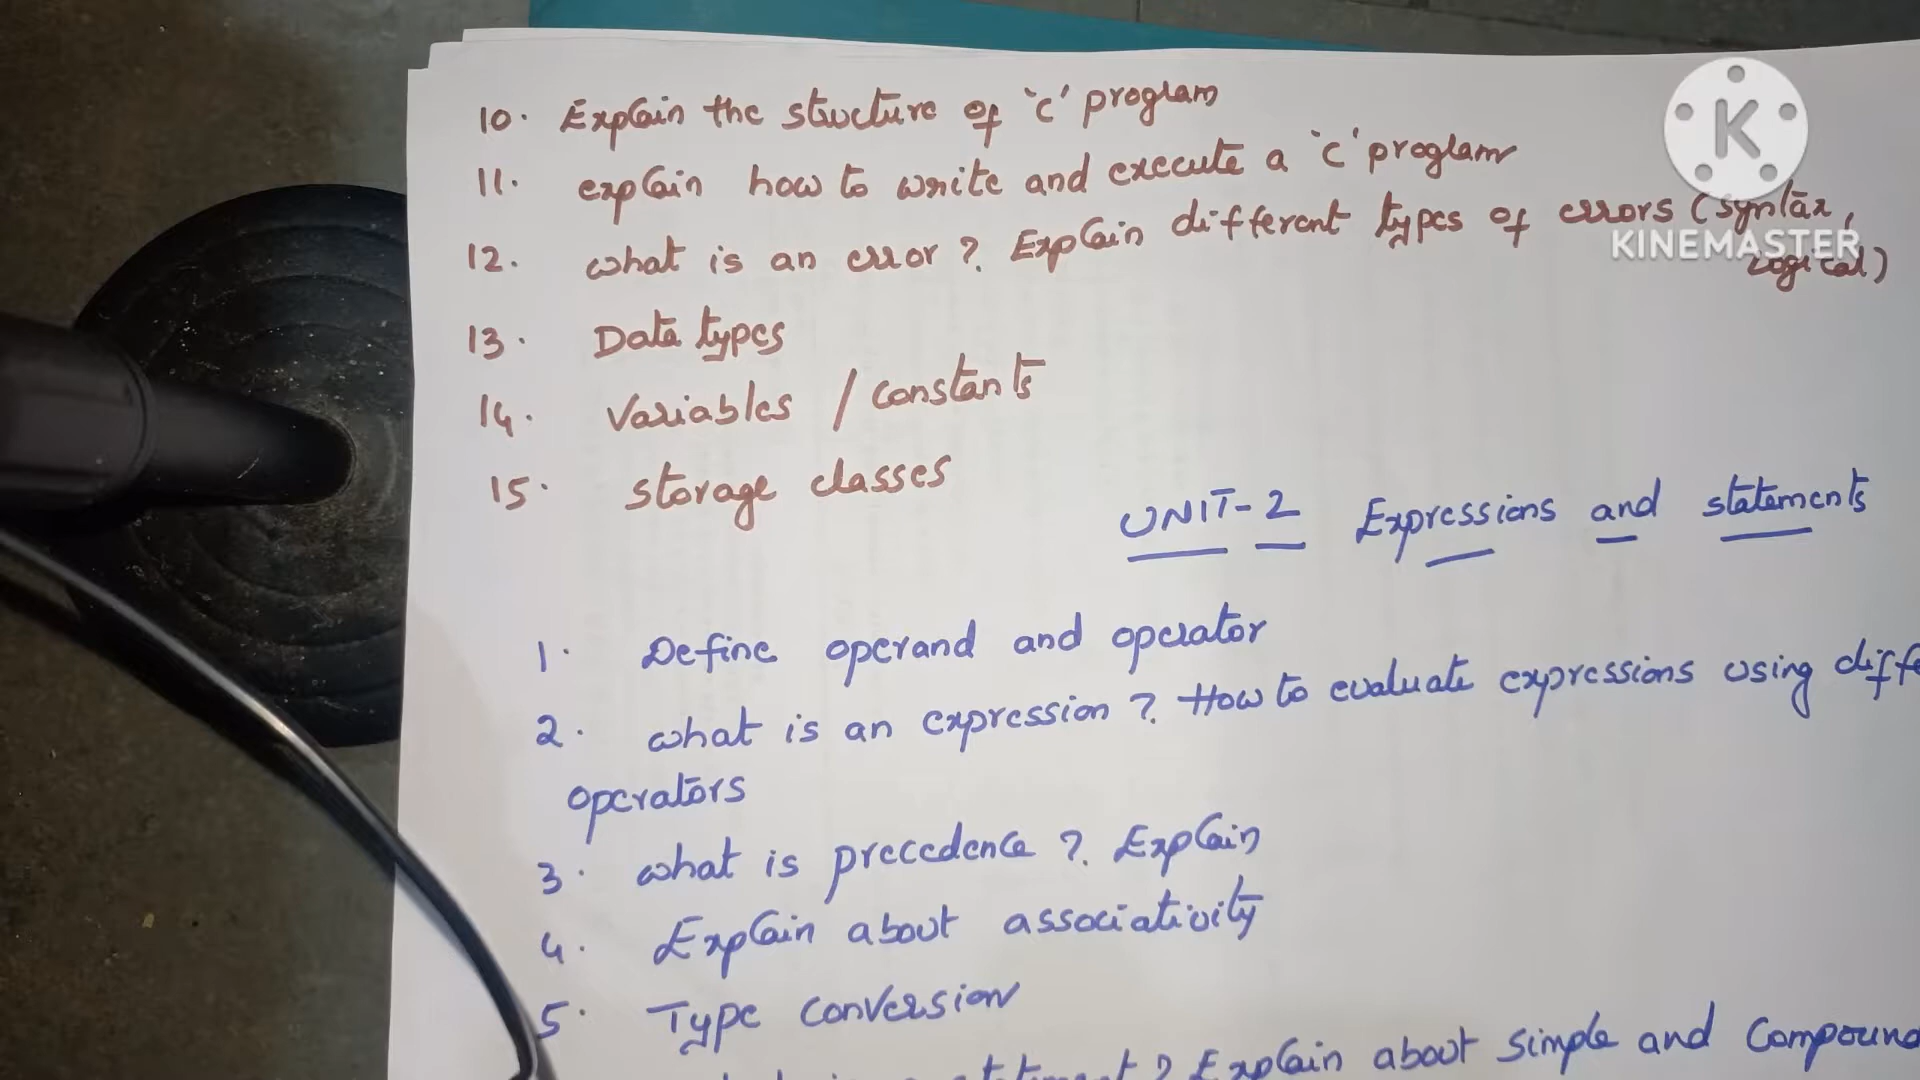 10. Explain the structure of 'c' program
11. explain how to write and execute a 'c' program
12. what is an error ? Explain different types of errors (syntax,
logical)
K
KINEMASTER
13. Data types
14. Variables / constants
15. storage classes
UNIT-2 Expressions and statements
1. Define operand and operator
2. what is an expression ? How to evaluate expressions using diffe
operators
3. what is precedence ? Explain
4. Explain about associativity
5. Type conversion
statement ? Explain about simple and compound